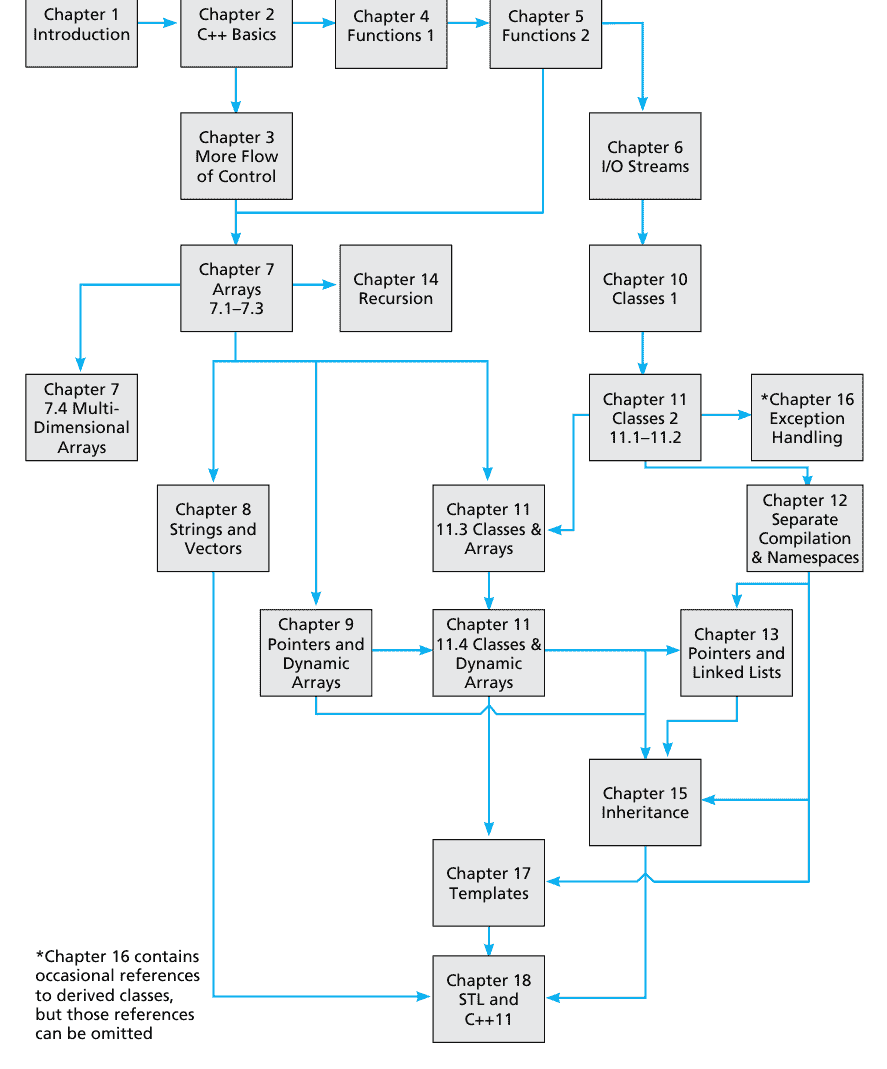 Chapter 1
Introduction
Chapter 2
C++ Basics
Chapter 4
Functions 1
Chapter 5
Functions 2
Chapter 3
More Flow
of Control
Chapter 6
I/O Streams
Chapter 7
Arrays
7.1–7.3
Chapter 14
Recursion
Chapter 10
Classes 1
Chapter 7
7.4 Multi-
Dimensional
Arrays
Chapter 11
Classes 2
11.1–11.2
*Chapter 16
Exception
Handling
Chapter 8
Strings and
Vectors
Chapter 11
11.3 Classes &
Arrays
Chapter 12
Separate
Compilation
& Namespaces
Chapter 9
Pointers and
Dynamic
Arrays
Chapter 11
11.4 Classes &
Dynamic
Arrays
Chapter 13
Pointers and
Linked Lists
Chapter 15
Inheritance
Chapter 17
Templates
*Chapter 16 contains
occasional references
to derived classes,
but those references
can be omitted
Chapter 18
STL and
C++11